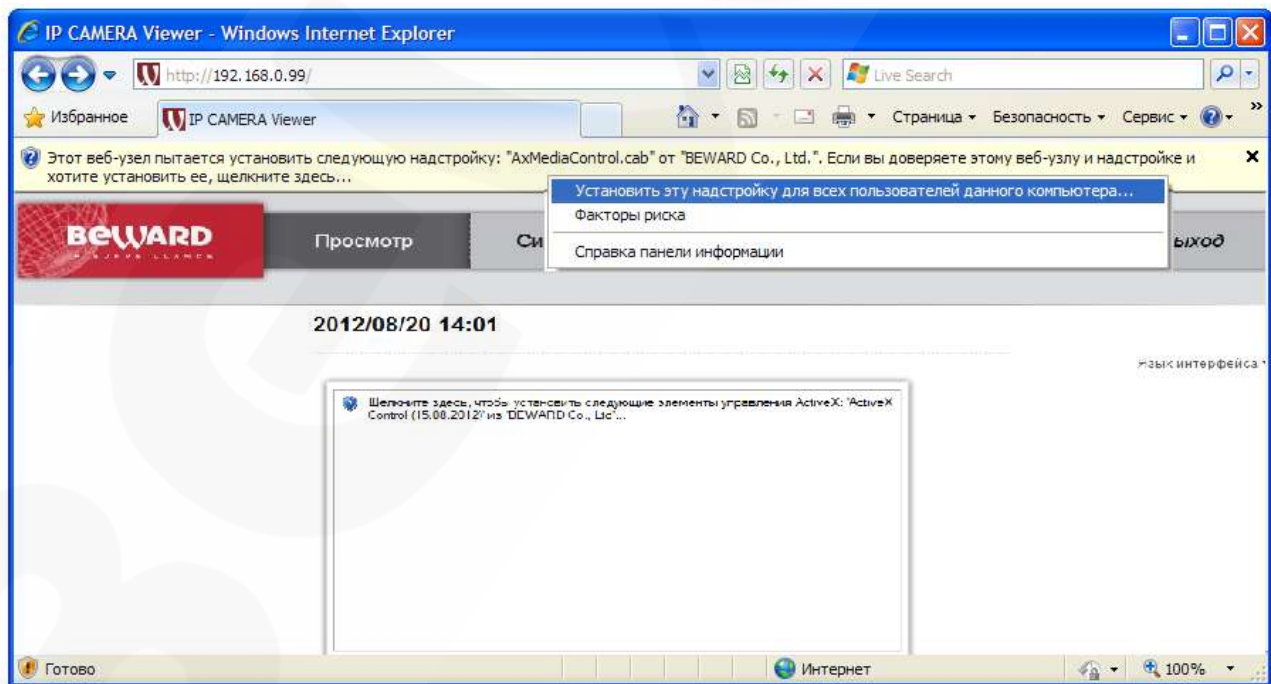 IP CAMERA Viewer - Windows Internet Explorer
http://192.168.0.99/
Live Search
Избранное
IP CAMERA Viewer
Страница
Безопасность
Сервис
Этот веб-узел пытается установить следующую надстройку: "AxMediaControl.cab" от "BEWARD Co., Ltd.". Если вы доверяете этому веб-узлу и надстройке и
хотите установить ее, щелкните здесь...
Установить эту надстройку для всех пользователей данного компьютера...
Факторы риска
Справка панели информации
BEWARD
Просмотр
Си
ыход
2012/08/20 14:01
Язык интерфейса
Щелкните здесь, чтобы установить следующие элементы управления ActiveX: 'ActiveX
Control (15.08.2012)' из 'BEWARD Co., Ltd'...
Готово
Интернет
100%